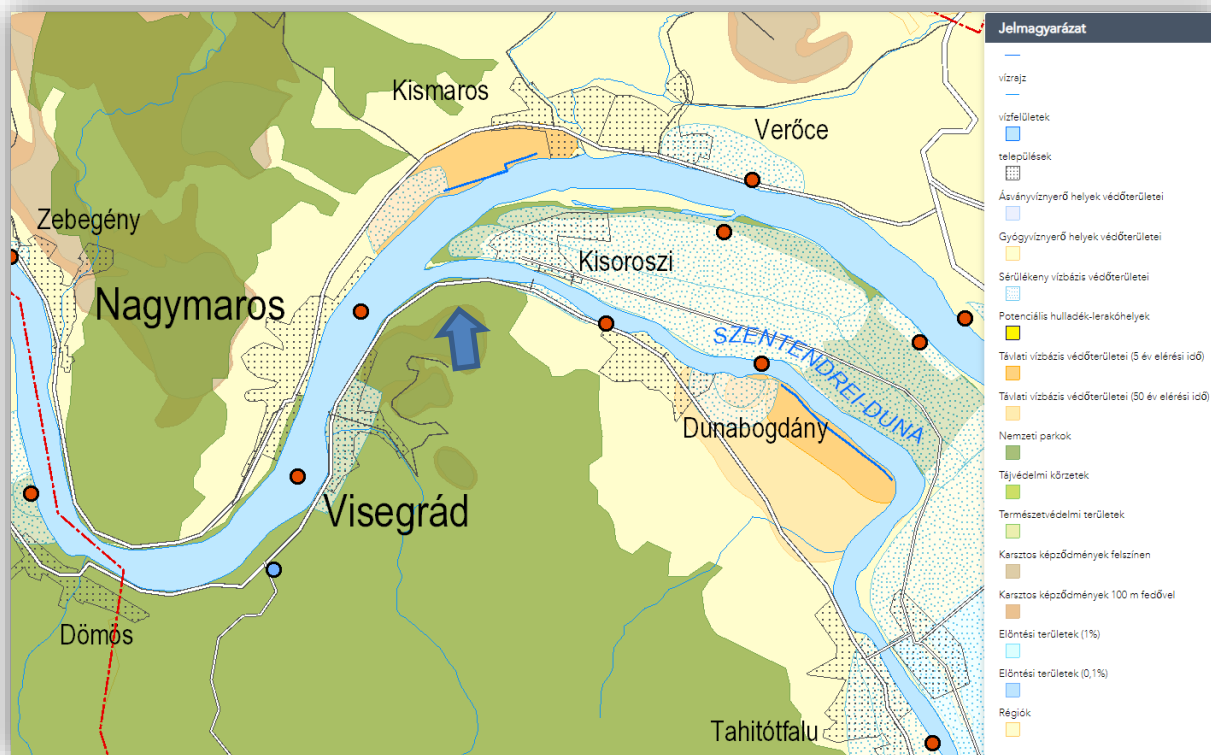 Kismaros
Verőce
Zebegény
Nagymaros
Kisoroszi
SZENTENDREI-DUNA
Dunabogdány
Visegrád
Dömös
Tahitótfalu
Jelmagyarázat
vízrajz
vízfelületek
települések
Ásványvíznyerő helyek védőterületei
Gyógyvíznyerő helyek védőterületei
Sérülékeny vízbázis védőterületei
Potenciális hulladék-lerakóhelyek
Távlati vízbázis védőterületei (5 év elérési idő)
Távlati vízbázis védőterületei (50 év elérési idő)
Nemzeti parkok
Tájvédelmi körzetek
Természetvédelmi területek
Karsztos képződmények felszínen
Karsztos képződmények 100 m fedővel
Elöntési területek (1%)
Elöntési területek (0,1%)
Régiók